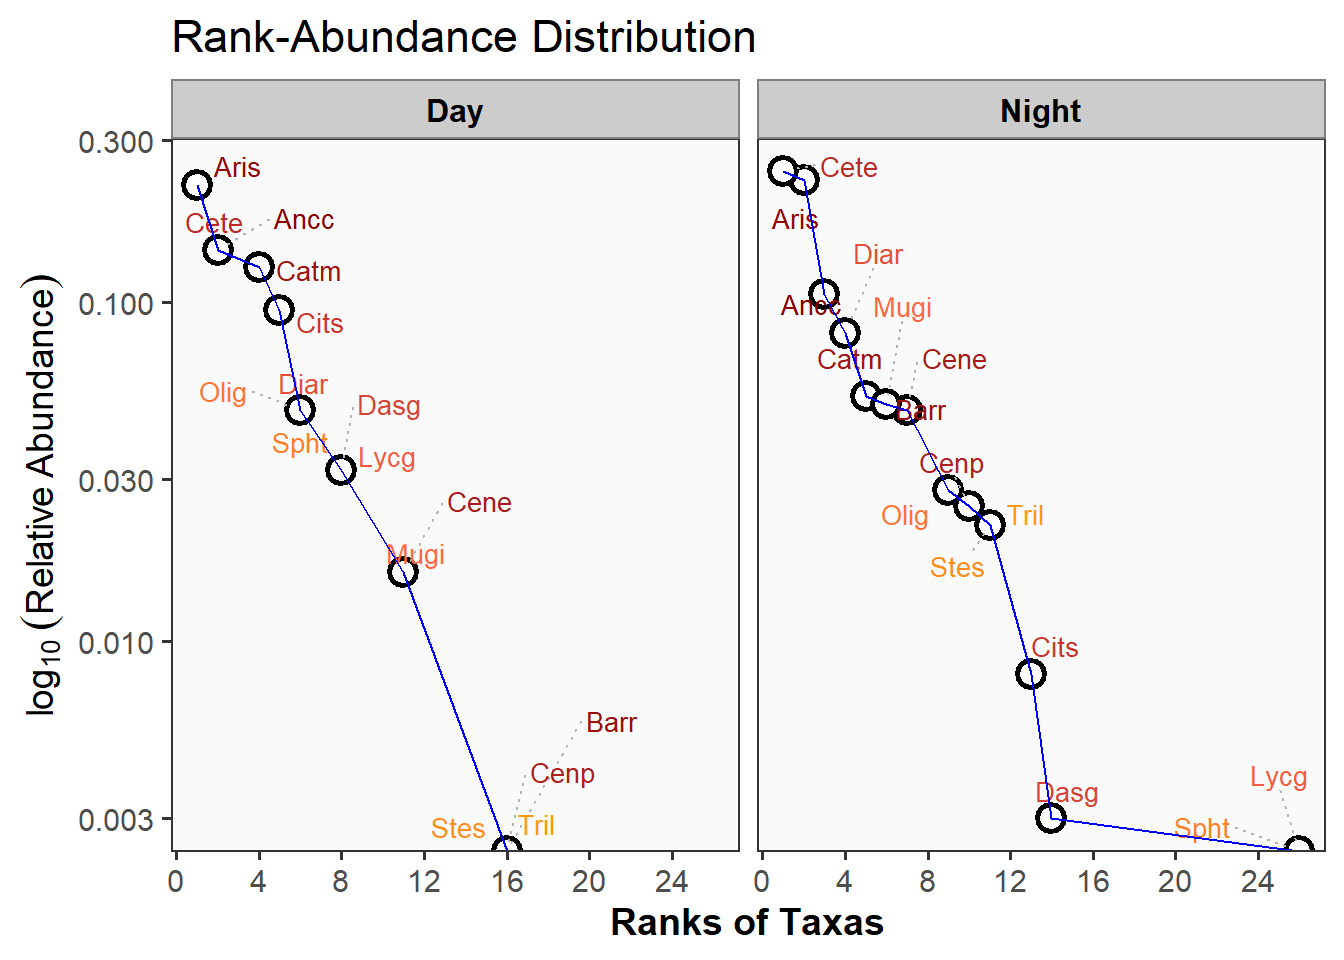 Rank-Abundance Distribution
Day
Night
log10 (Relative Abundance)
0.300
0.100
0.030
0.010
0.003
Aris
Cete
Ancc
Catm
Cits
Diar
Olig
Dasg
Spht
Lycg
Cene
Mugi
Barr
Cenp
Stes
Tril
Cete
Aris
Diar
Ancc
Mugi
Catm
Cene
Barr
Cenp
Olig
Tril
Stes
Cits
Dasg
Lycg
Spht
0 4 8 12 16 20 24
0 4 8 12 16 20 24
Ranks of Taxas